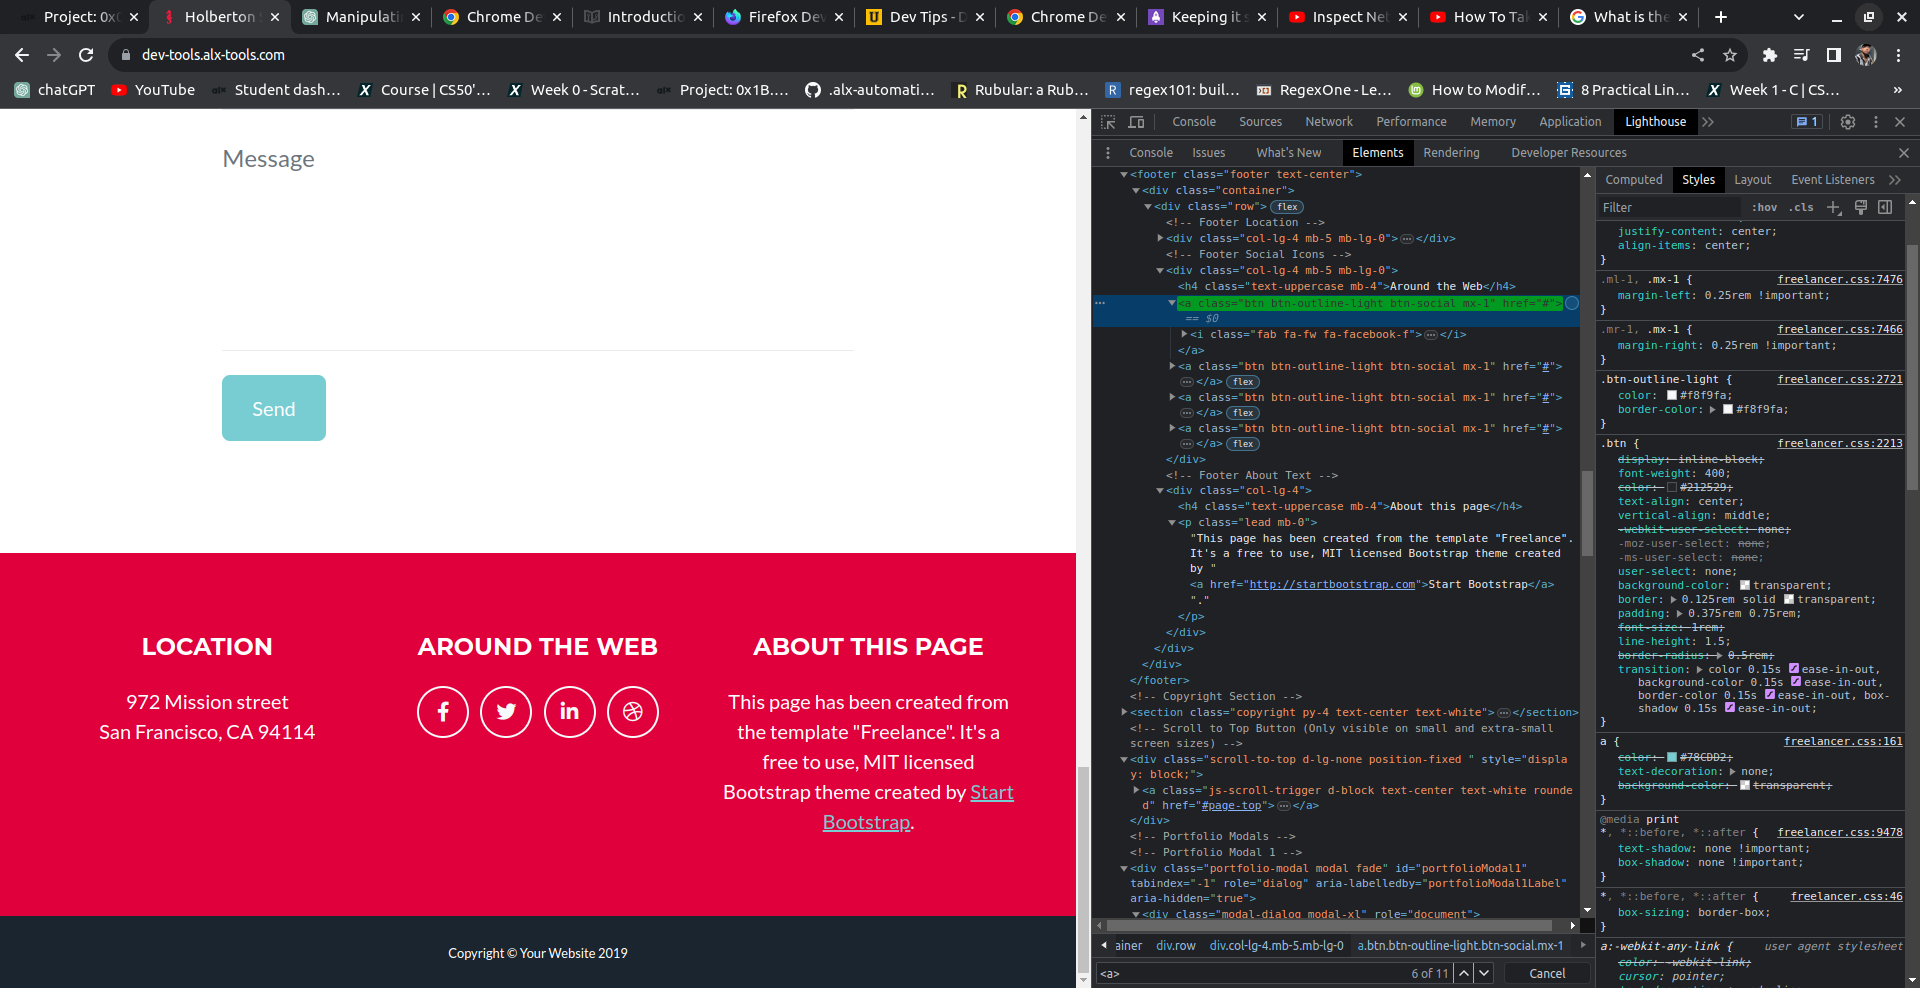 Project: 0x
Holberton
Manipulati
Chrome De
Introductio
Firefox Dev
Dev Tips - D
Chrome De
Keeping it s
Inspect Net
How To Tak
What is the
dev-tools.alx-tools.com
chatGPT
YouTube
Student dash...
Course | CS50'...
Week 0 - Scrat...
Project: 0x1B....
.alx-automati...
Rubular: a Rub...
regex101: buil...
RegexOne - Le...
How to Modif...
8 Practical Lin...
Week 1 - C | CS...
»
Message
Send
LOCATION
972 Mission street
San Francisco, CA 94114
AROUND THE WEB
ABOUT THIS PAGE
This page has been created from
the template "Freelance". It's a
free to use, MIT licensed
Bootstrap theme created by Start
Bootstrap.
Copyright © Your Website 2019
Console Sources Network Performance Memory Application Lighthouse 1
Console Issues What's New Elements Rendering Developer Resources
<footer class="footer text-center">
<div class="container">
<div class="row"> flex
<!-- Footer Location -->
<div class="col-lg-4 mb-5 mb-lg-0"> ... </div>
<!-- Footer Social Icons -->
<div class="col-lg-4 mb-5 mb-lg-0">
<h4 class="text-uppercase mb-4">Around the Web</h4>
<a class="btn btn-outline-light btn-social mx-1" href="#">
== $0
<i class="fab fa-fw fa-facebook-f"> ... </i>
</a>
<a class="btn btn-outline-light btn-social mx-1" href="#">
... </a> flex
<a class="btn btn-outline-light btn-social mx-1" href="#">
... </a> flex
<a class="btn btn-outline-light btn-social mx-1" href="#">
... </a> flex
</div>
<!-- Footer About Text -->
<div class="col-lg-4">
<h4 class="text-uppercase mb-4">About this page</h4>
<p class="lead mb-0">
"This page has been created from the template "Freelance".
It's a free to use, MIT licensed Bootstrap theme created
by "
<a href="http://startbootstrap.com">Start Bootstrap</a>
"."
</p>
</div>
</div>
</div>
</footer>
<!-- Copyright Section -->
<section class="copyright py-4 text-center text-white"> ... </section>
<!-- Scroll to Top Button (Only visible on small and extra-small
screen sizes) -->
<div class="scroll-to-top d-lg-none position-fixed " style="displa
y: block;">
<a class="js-scroll-trigger d-block text-center text-white rounde
d" href="#page-top"> ... </a>
</div>
<!-- Portfolio Modals -->
<!-- Portfolio Modal 1 -->
<div class="portfolio-modal modal fade" id="portfolioModal1"
tabindex="-1" role="dialog" aria-labelledby="portfolioModal1Label"
aria-hidden="true">
<div class="modal-dialog modal-xl" role="document">
ainer div.row div.col-lg-4.mb-5.mb-lg-0 a.btn.btn-outline-light.btn-social.mx-1
<a> 6 of 11 Cancel
Computed Styles Layout Event Listeners
Filter :hov .cls
justify-content: center;
align-items: center;
}
.ml-1, .mx-1 { freelancer.css:7476
margin-left: 0.25rem !important;
}
.mr-1, .mx-1 { freelancer.css:7466
margin-right: 0.25rem !important;
}
.btn-outline-light { freelancer.css:2721
color: #f8f9fa;
border-color: #f8f9fa;
}
.btn { freelancer.css:2213
display: inline-block;
font-weight: 400;
color: #212529;
text-align: center;
vertical-align: middle;
-webkit-user-select: none;
-moz-user-select: none;
-ms-user-select: none;
user-select: none;
background-color: transparent;
border: 0.125rem solid transparent;
padding: 0.375rem 0.75rem;
font-size: 1rem;
line-height: 1.5;
border-radius: 0.5rem;
transition: color 0.15s ease-in-out,
background-color 0.15s ease-in-out,
border-color 0.15s ease-in-out, box-
shadow 0.15s ease-in-out;
}
a { freelancer.css:161
color: #78CDD2;
text-decoration: none;
background-color: transparent;
}
@media print
*, *::before, *::after { freelancer.css:9478
text-shadow: none !important;
box-shadow: none !important;
}
*, *::before, *::after { freelancer.css:46
box-sizing: border-box;
}
a:-webkit-any-link { user agent stylesheet
color: -webkit-link;
cursor: pointer;